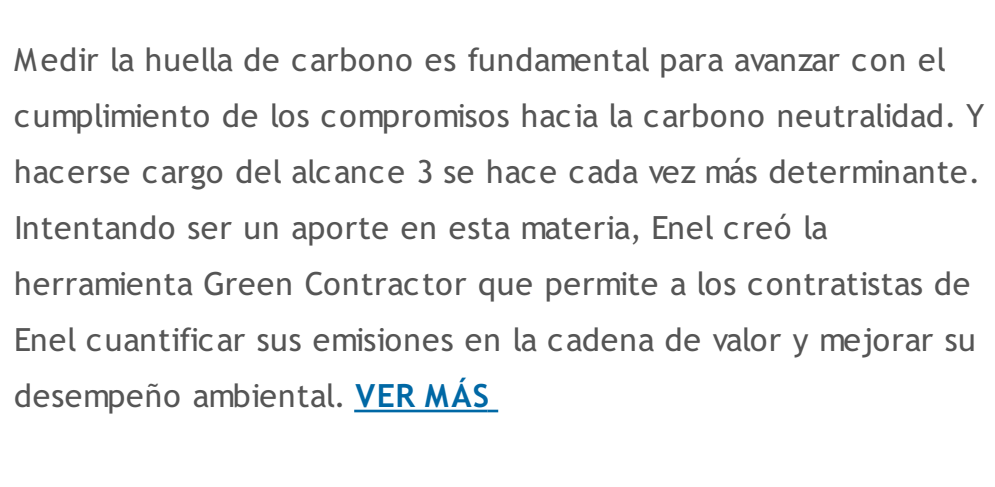 Medir la huella de carbono es fundamental para avanzar con el
cumplimiento de los compromisos hacia la carbono neutralidad. Y
hacerse cargo del alcance 3 se hace cada vez más determinante.
Intentando ser un aporte en esta materia, Enel creó la
herramienta Green Contractor que permite a los contratistas de
Enel cuantificar sus emisiones en la cadena de valor y mejorar su
desempeño ambiental. VER MÁS